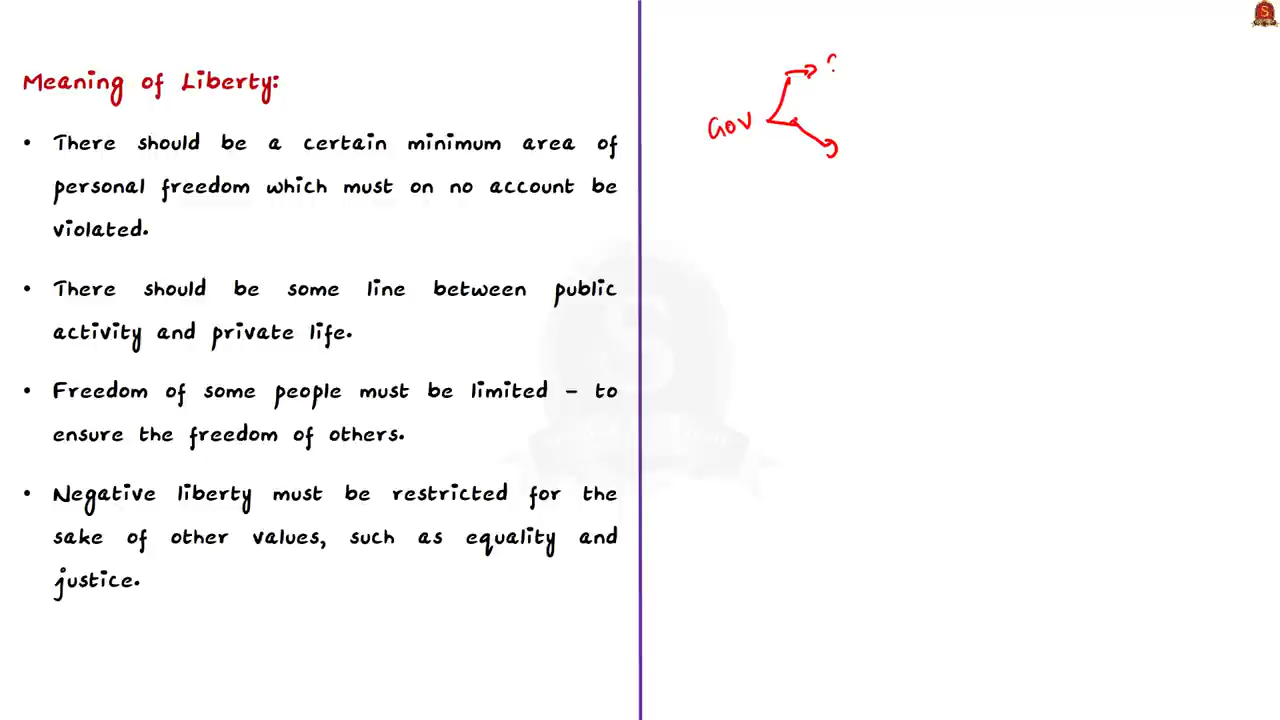 Meaning of Liberty:
• There should be a certain minimum area of
personal freedom which must on no account be
violated.
• There should be some line between public
activity and private life.
• Freedom of some people must be limited – to
ensure the freedom of others.
• Negative liberty must be restricted for the
sake of other values, such as equality and
justice.
Gov
?